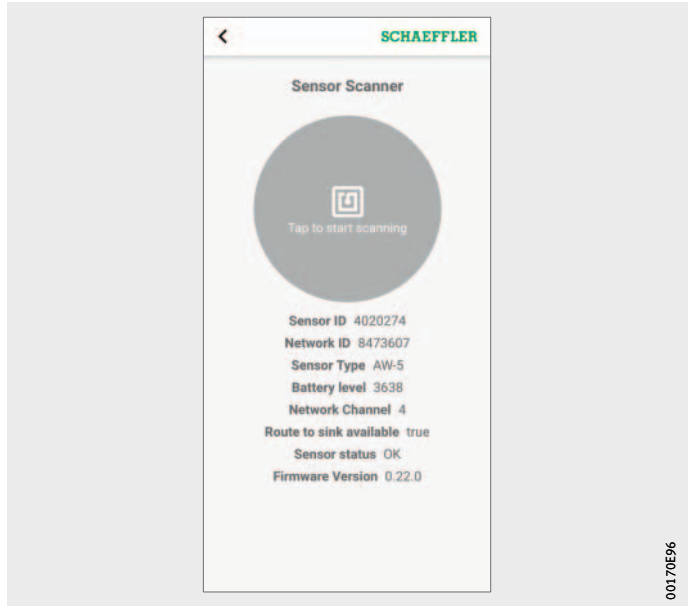 SCHAEFFLER
Sensor Scanner
Tap to start scanning
Sensor ID 4020274
Network ID 8473607
Sensor Type AW-5
Battery level 3638
Network Channel 4
Route to sink available true
Sensor status OK
Firmware Version 0.22.0
00170E96